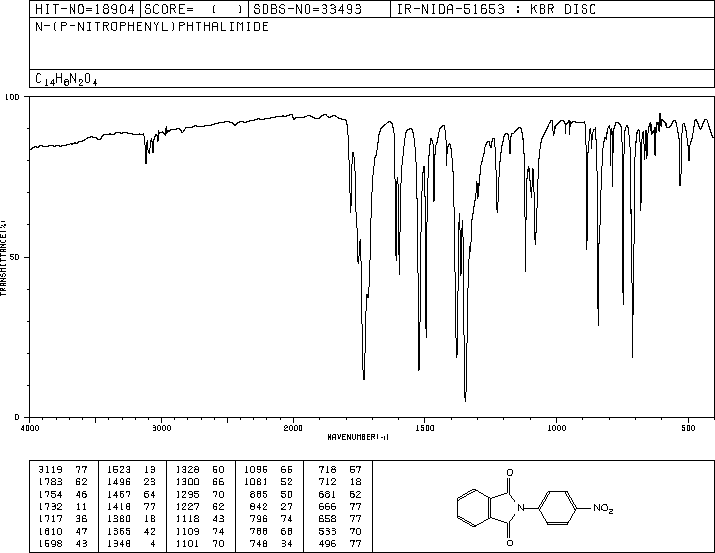 HIT-NO=18904 SCORE= ( ) SDBS-NO=33493 IR-NIDA-51653 : KBR DISC
N-(P-NITROPHENYL)PHTHALIMIDE
C14H8N2O4
100
50
0
TRANSMITTANCE(%)
4000 3000 2000 1500 1000 500
WAVENUMBER(-1)
3119 77 1523 13 1328 60 1096 66 718 57
1783 62 1496 23 1300 66 1081 52 712 18
1754 46 1467 64 1295 70 885 50 681 62
1732 11 1418 77 1227 62 842 27 666 77
1717 36 1380 18 1118 43 796 74 658 77
1610 47 1365 42 1109 74 788 68 533 70
1598 43 1348 4 1101 70 748 34 496 77
O
N
NO2
O